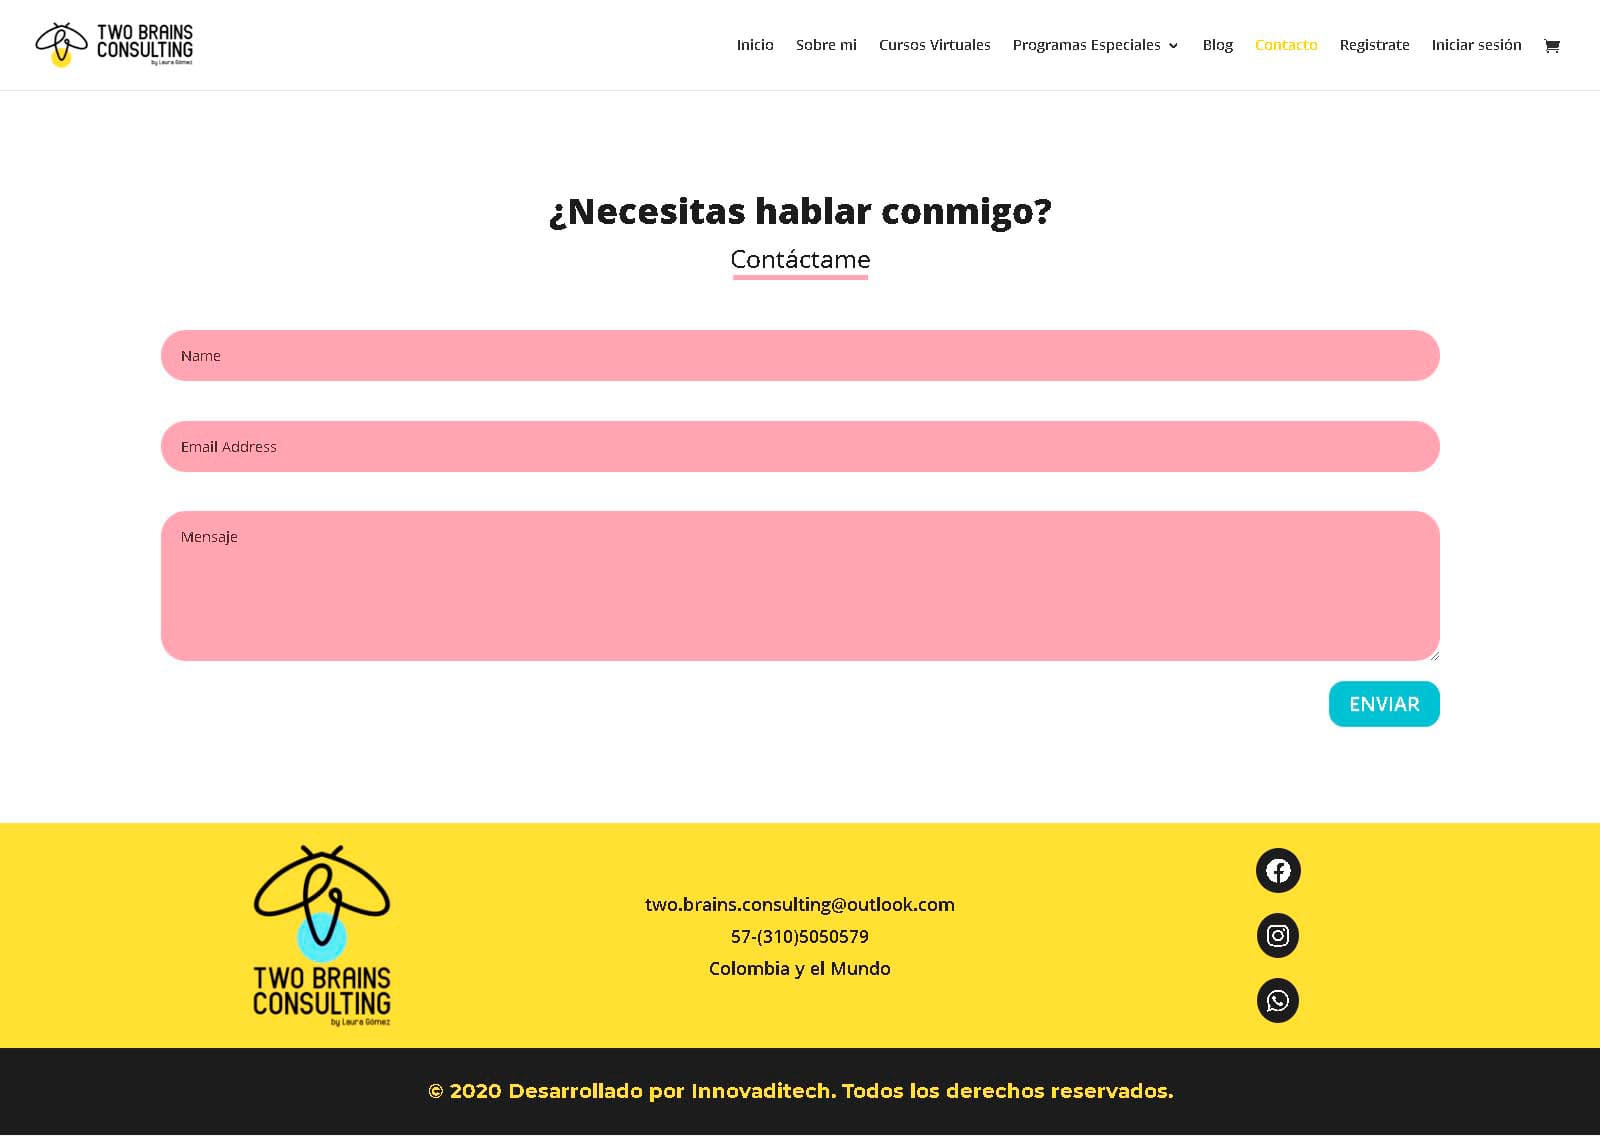 TWO BRAINS
CONSULTING
by Laura Gómez
Inicio Sobre mi Cursos Virtuales Programas Especiales Blog Contacto Registrate Iniciar sesión
¿Necesitas hablar conmigo?
Contáctame
Name
Email Address
Mensaje
ENVIAR
TWO BRAINS
CONSULTING
by Laura Gómez
two.brains.consulting@outlook.com
57-(310)5050579
Colombia y el Mundo
© 2020 Desarrollado por Innovaditech. Todos los derechos reservados.